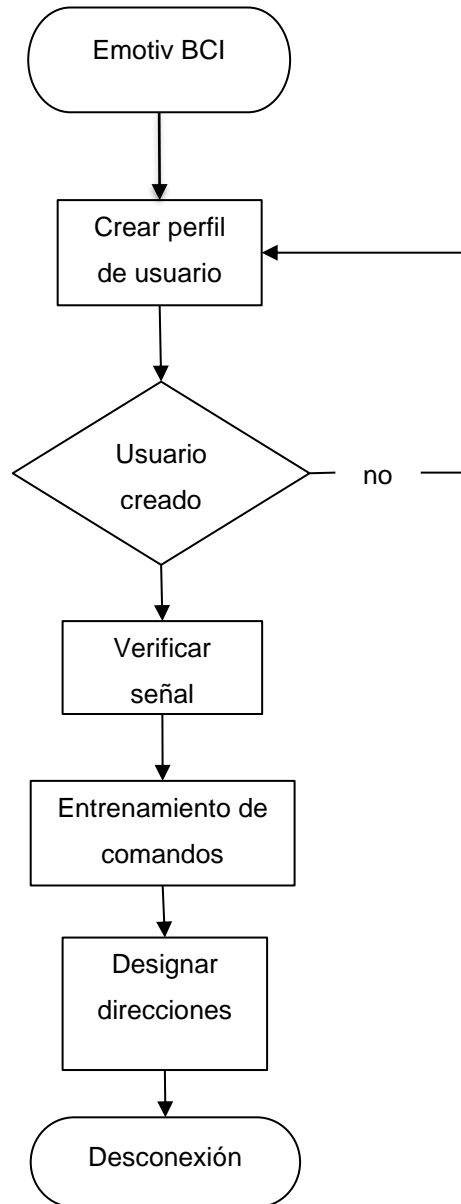 Emotiv BCI
Crear perfil
de usuario
Usuario
creado
no
Verificar
señal
Entrenamiento de
comandos
Designar
direcciones
Desconexión